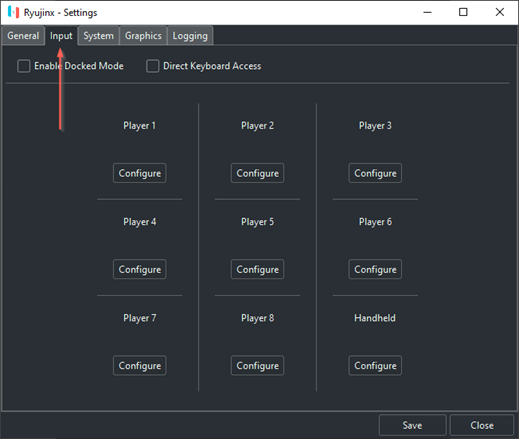 Ryujinx - Settings
General Input System Graphics Logging
Enable Docked Mode Direct Keyboard Access
Player 1 Player 2 Player 3
Configure Configure Configure
Player 4 Player 5 Player 6
Configure Configure Configure
Player 7 Player 8 Handheld
Configure Configure Configure
Save Close